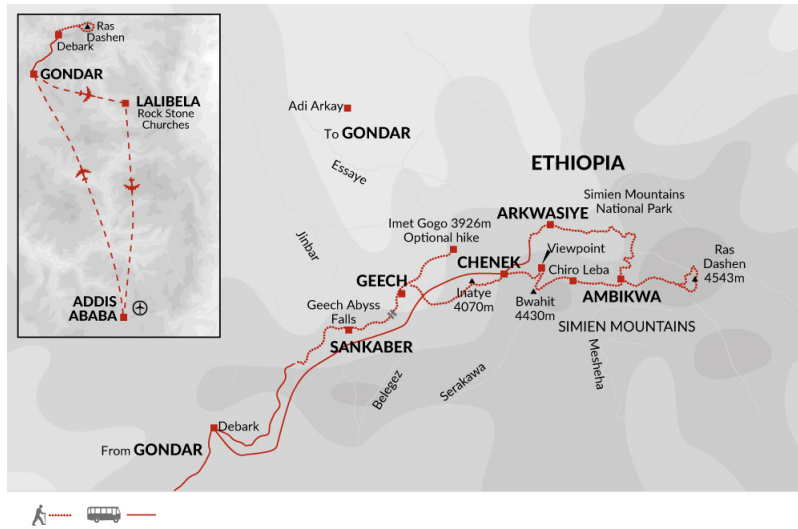 Ras
Dashen
Debark
GONDAR
LALIBELA
Rock Stone
Churches
ADDIS
ABABA
Adi Arkay
To GONDAR
Essaye
ETHIOPIA
Simien Mountains
National Park
ARKWASIYE
Imet Gogo 3926m
Optional hike
Jinbar
Viewpoint
CHENEK
Chiro Leba
Ras
Dashen
4543m
GEECH
Inatye
4070m
Bwahit
4430m
AMBIKWA
Geech Abyss
Falls
SIMIEN MOUNTAINS
SANKABER
Mesheha
Belegez
Serakawa
Debark
From GONDAR